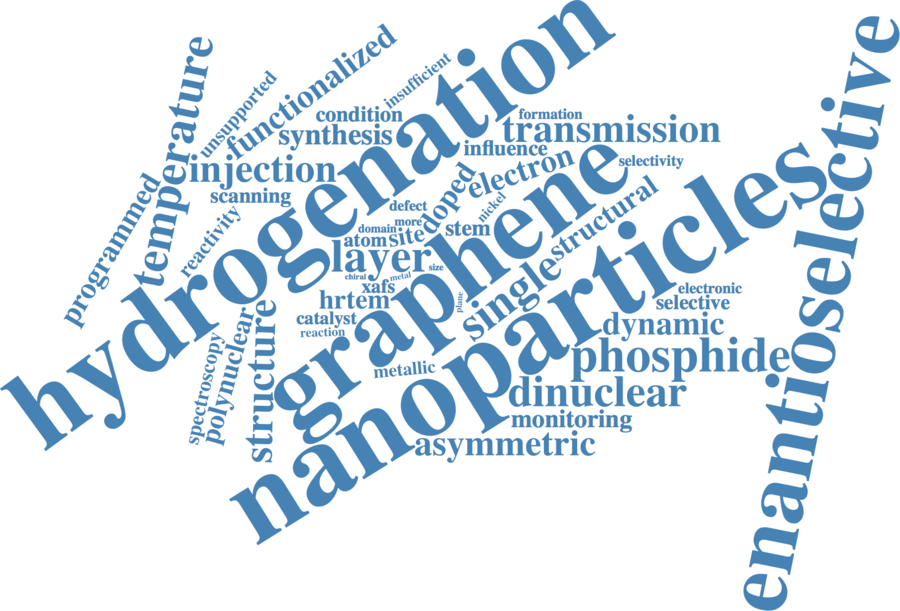 hydrogenation
enantioselective
temperature
unsupported
functionalized
insufficient
condition
synthesis
formation
transmission
influence
injection
electron
selectivity
scanning
programmed
reactivity
defect
doped
nickel
more
domain
site
stem
atom
structural
layer
size
chiral
metal
xafs
graphene
nanoparticles
hrtem
plane
single
electronic
selective
catalyst
reaction
dynamic
structure
polynuclear
spectroscopy
metallic
phosphide
dinuclear
monitoring
asymmetric